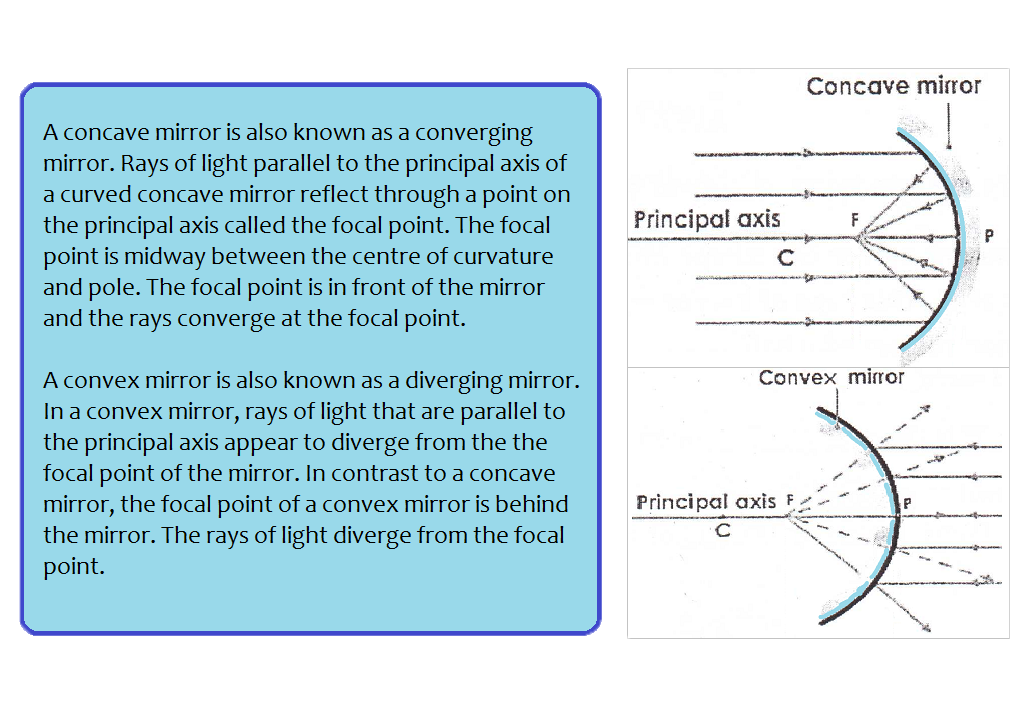 A concave mirror is also known as a converging
mirror. Rays of light parallel to the principal axis of
a curved concave mirror reflect through a point on
the principal axis called the focal point. The focal
point is midway between the centre of curvature
and pole. The focal point is in front of the mirror
and the rays converge at the focal point.
A convex mirror is also known as a diverging mirror.
In a convex mirror, rays of light that are parallel to
the principal axis appear to diverge from the the
focal point of the mirror. In contrast to a concave
mirror, the focal point of a convex mirror is behind
the mirror. The rays of light diverge from the focal
point.
Concave mirror
Principal axis
F
P
C
Convex mirror
Principal axis
F
P
C